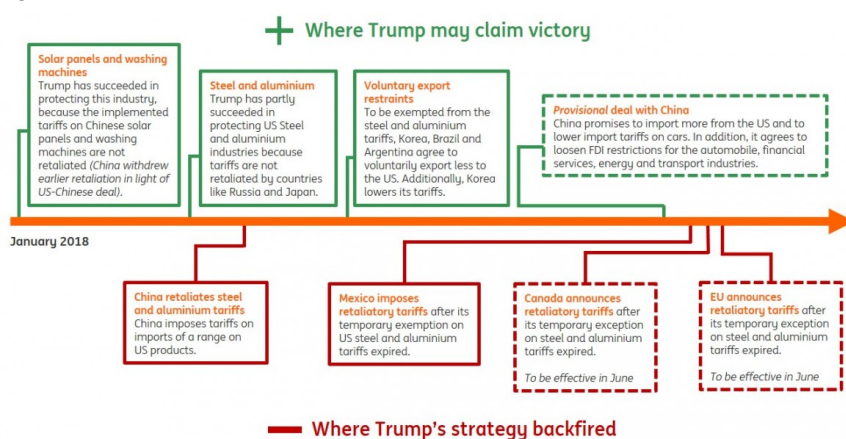 Where Trump may claim victory
Solar panels and washing
machines
Trump has succeeded in
protecting this industry,
because the implemented
tariffs on Chinese solar
panels and washing
machines are not
retaliated (China withdrew
earlier retaliation in light of
US-Chinese deal).
Steel and aluminium
Trump has partly
succeeded in
protecting US Steel
and aluminium
industries because
tariffs are not
retaliated by countries
like Russia and Japan.
Voluntary export
restraints
To be exempted from the
steel and aluminium
tariffs, Korea, Brazil and
Argentina agree to
voluntarily export less to
the US. Additionally, Korea
lowers its tariffs.
Provisional deal with China
China promises to import more from the US and to
lower import tariffs on cars. In addition, it agrees to
loosen FDI restrictions for the automobile, financial
services, energy and transport industries.
January 2018
China retaliates steel
and aluminium tariffs
China imposes tariffs on
imports of a range on
US products.
Mexico imposes
retaliatory tariffs after its
temporary exemption on
US steel and aluminium
tariffs expired.
Canada announces
retaliatory tariffs after
its temporary exception
on steel and aluminium
tariffs expired.
To be effective in June
EU announces
retaliatory tariffs after
its temporary exception
on steel and aluminium
tariffs expired.
To be effective in June
Where Trump's strategy backfired